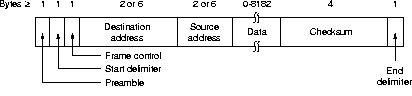 Bytes ≥ 1 1 1 2 or 6 2 or 6 0-8182 4 1
Destination address
Source address
Data
Checksum
Frame control
Start delimiter
Preamble
End delimiter